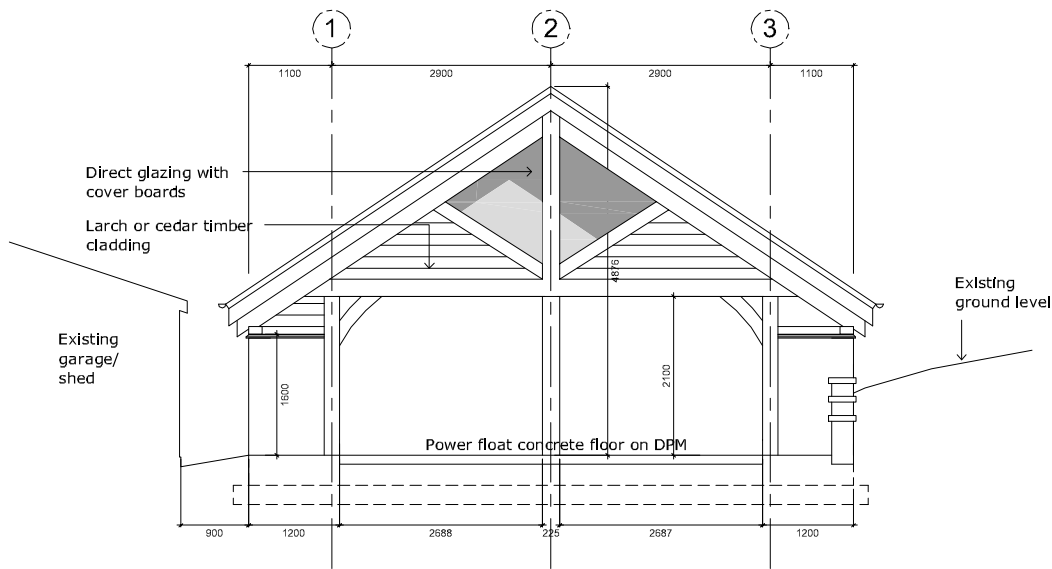 1
2
3
1100
2900
2900
1100
Direct glazing with
cover boards
Larch or cedar timber
cladding
4876
Existing
ground level
Existing
garage/
shed
1600
2100
Power float concrete floor on DPM
900
1200
2688
225
2687
1200